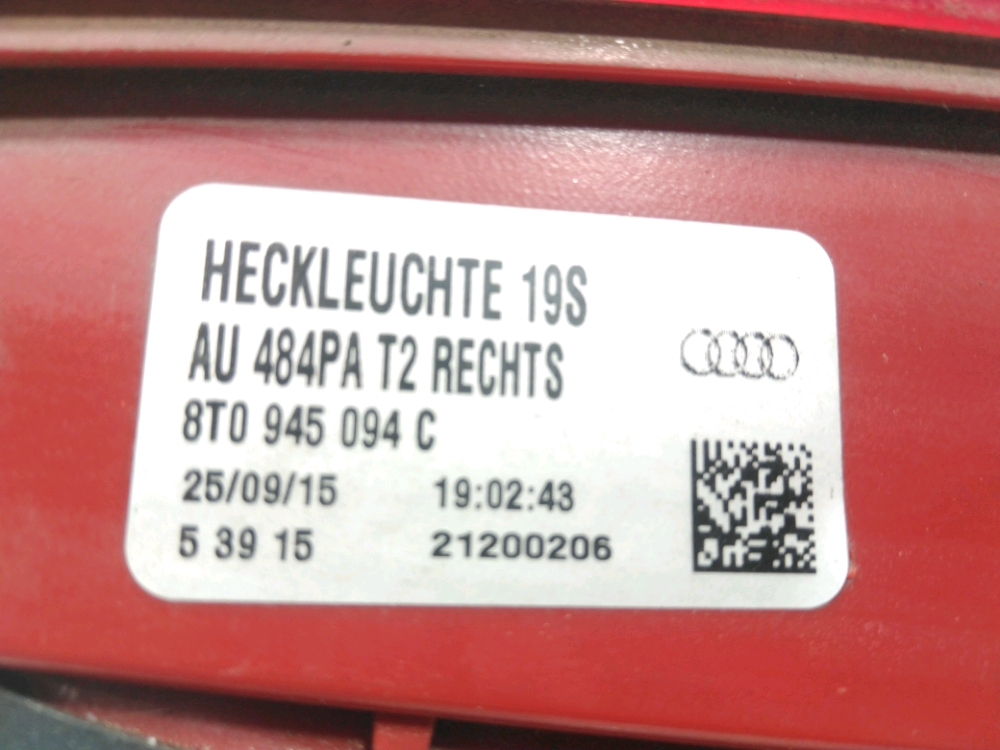 HECKLEUCHTE 19S
AU 484PA T2 RECHTS
8T0 945 094 C
25/09/15 19:02:43
5 39 15 21200206